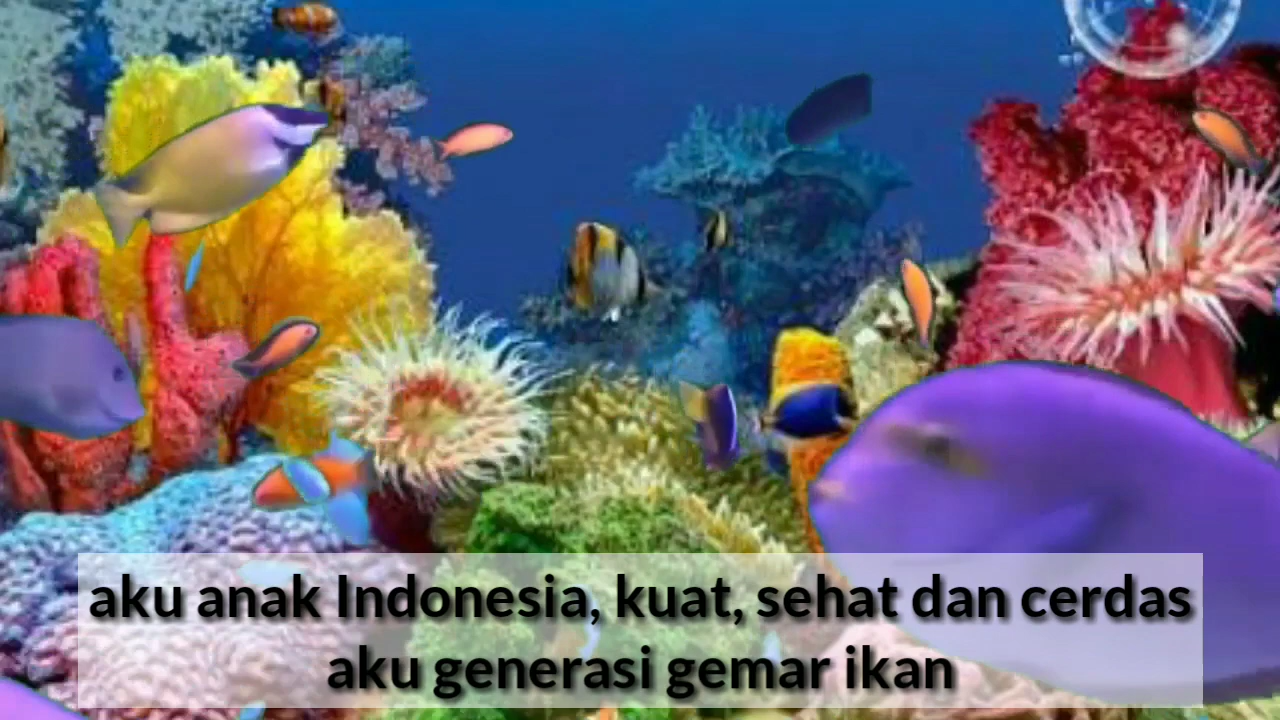 aku anak Indonesia, kuat, sehat dan cerdas
aku generasi gemar ikan